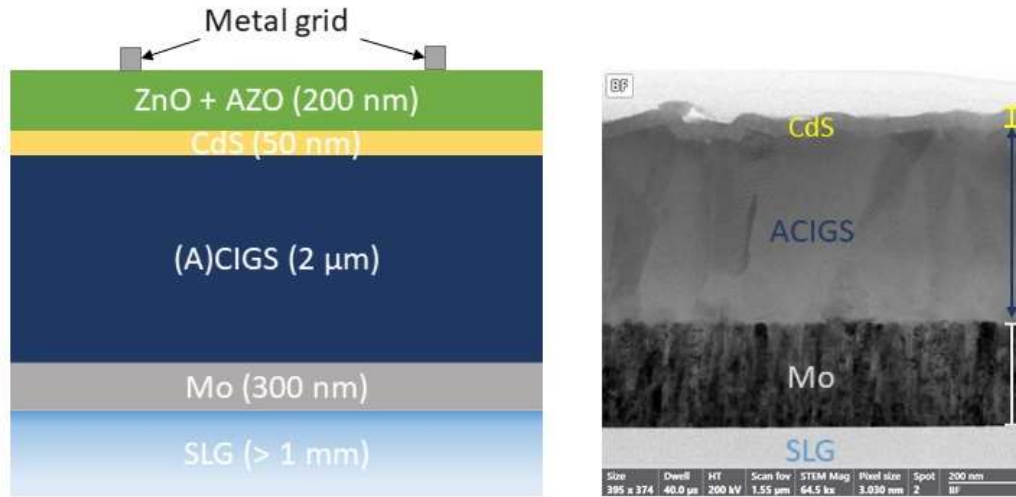 Metal grid
ZnO + AZO (200 nm)
CdS (50 nm)
(A)CIGS (2 µm)
Mo (300 nm)
SLG (> 1 mm)
BF
CdS
ACIGS
Mo
SLG
Size Dwell HT Scan fov STEM Mag Pixel size Spot 200 nm
395 x 374 40.0 µs 200 kV 1.55 µm 64.5 kx 3.030 nm 2 BF